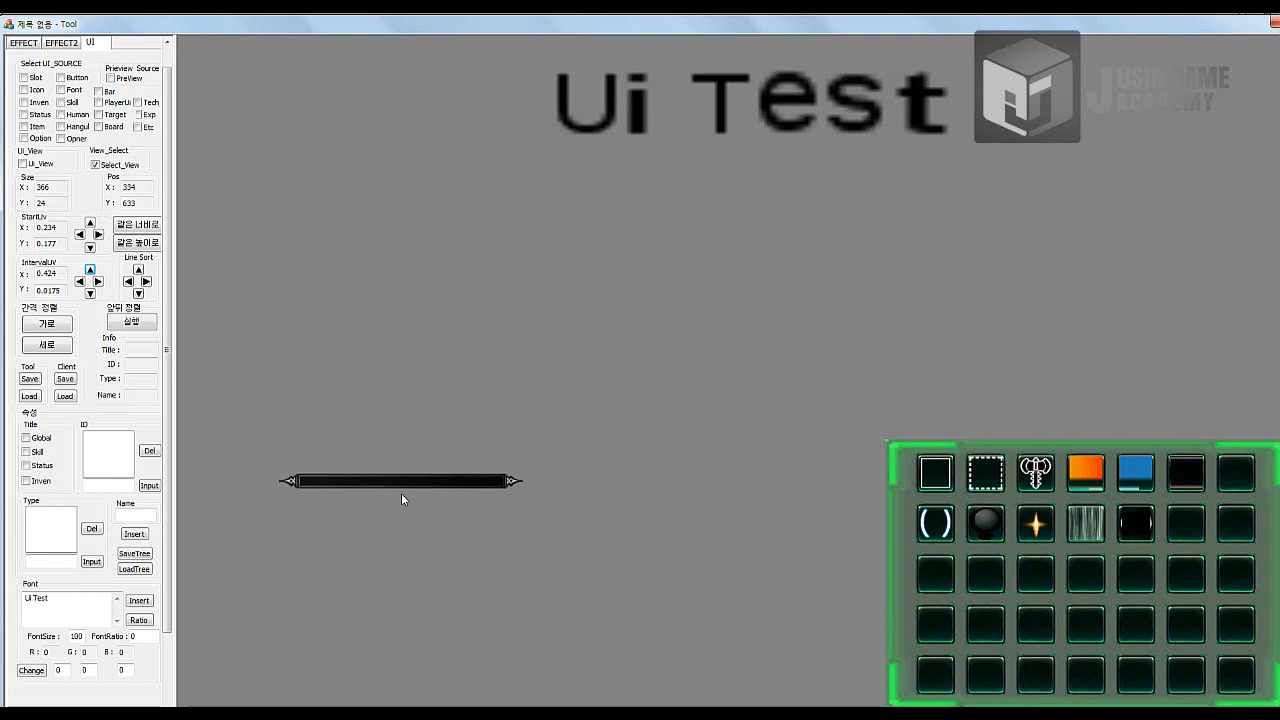 제목 없음 - Tool
EFFECT EFFECT2 UI
Select UI_SOURCE
Slot Button
Icon Font
Inven Skill
Status Human
Item Hangul
Option Opner
Prieview Source
PreView
Bar
PlayerUi Tech
Target Exp
Board Etc
Ui_View View_Select
Ui_View Select_View
Size Pos
X : 366 X : 334
Y : 24 Y : 633
StartUv
X : 0.234 같은 너비로
Y : 0.177 같은 높이로
IntervalUV Line Sort
X : 0.424
Y : 0.0175
간격 정렬 앞뒤 정렬
가로 실행
세로
Info
Title :
ID :
Type :
Name :
Tool Client
Save Save
Load Load
속성
Title ID
Global
Skill Del
Status
Inven Input
Type Name
Del Insert
SaveTree
Input LoadTree
Font
Ui Test Insert
Ratio
FontSize : 100 FontRatio : 0
R : 0 G : 0 B : 0
Change 0 0 0
Ui Test
JUSIN GAME
ACADEMY